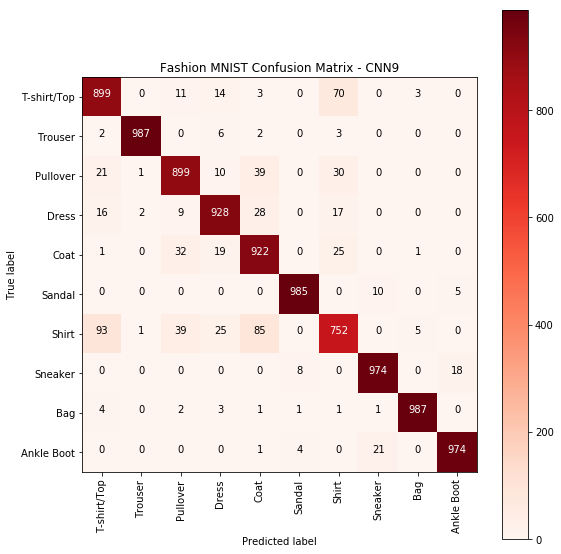 Fashion MNIST Confusion Matrix - CNN9
True label
T-shirt/Top 899 0 11 14 3 0 70 0 3 0
Trouser 2 987 0 6 2 0 3 0 0 0
Pullover 21 1 899 10 39 0 30 0 0 0
Dress 16 2 9 928 28 0 17 0 0 0
Coat 1 0 32 19 922 0 25 0 1 0
Sandal 0 0 0 0 0 985 0 10 0 5
Shirt 93 1 39 25 85 0 752 0 5 0
Sneaker 0 0 0 0 0 8 0 974 0 18
Bag 4 0 2 3 1 1 1 1 987 0
Ankle Boot 0 0 0 0 1 4 0 21 0 974
T-shirt/Top Trouser Pullover Dress Coat Sandal Shirt Sneaker Bag Ankle Boot
Predicted label
800
600
400
200
0